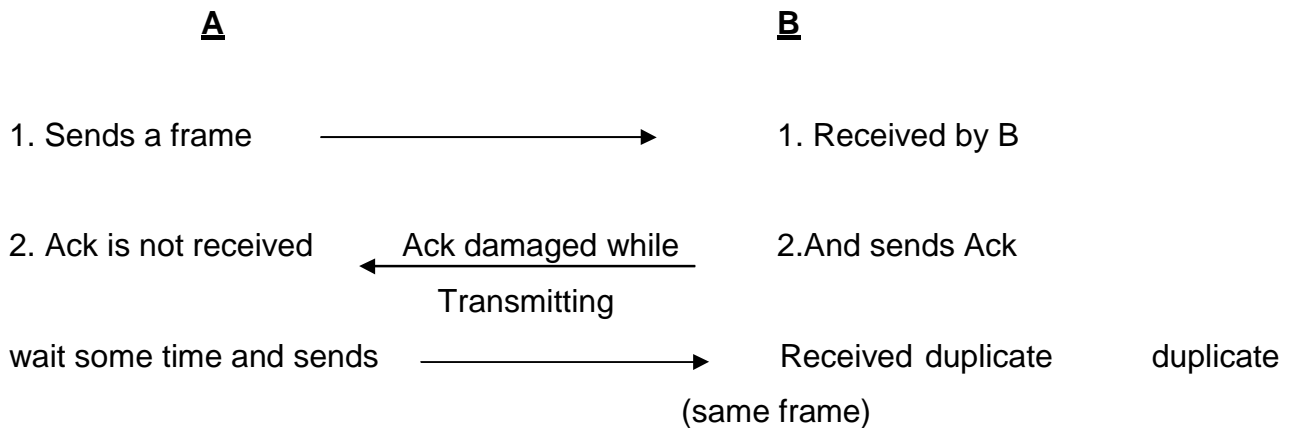 A B
1. Sends a frame 1. Received by B
2. Ack is not received Ack damaged while 2.And sends Ack
Transmitting
wait some time and sends Received duplicate duplicate
(same frame)